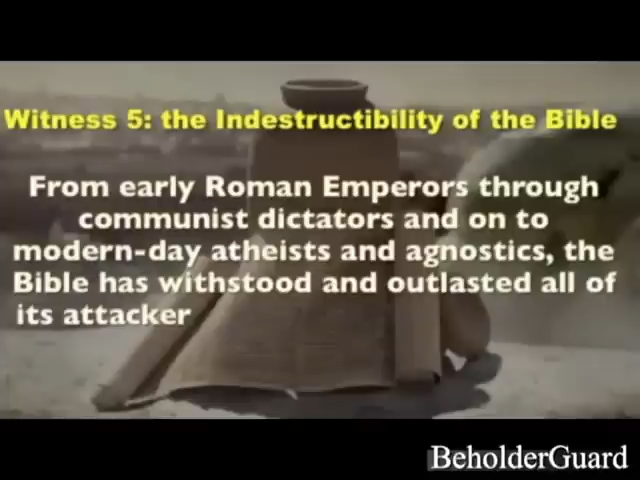 Witness 5: the Indestructibility of the Bible
From early Roman Emperors through
communist dictators and on to
modern-day atheists and agnostics, the
Bible has withstood and outlasted all of
its attacker
BeholderGuard